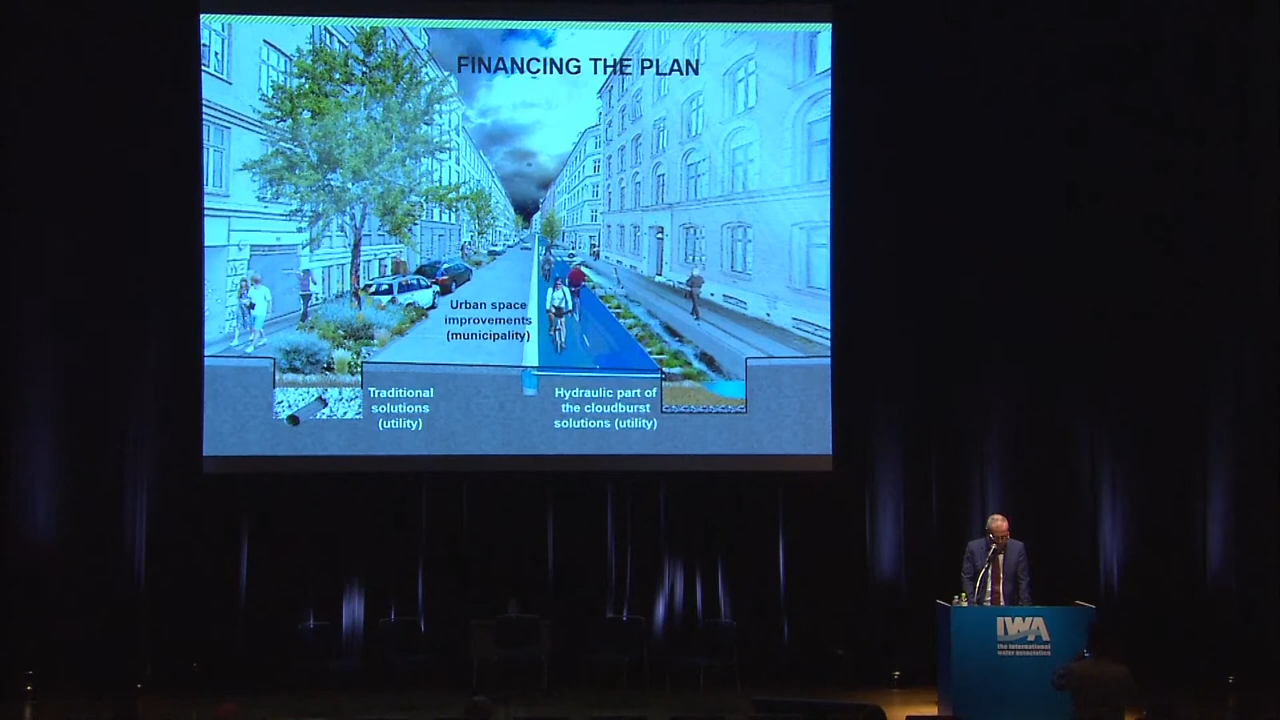 FINANCING THE PLAN
Urban space
improvements
(municipality)
Traditional
solutions
(utility)
Hydraulic part of
the cloudburst
solutions (utility)
IWA
the international
water association